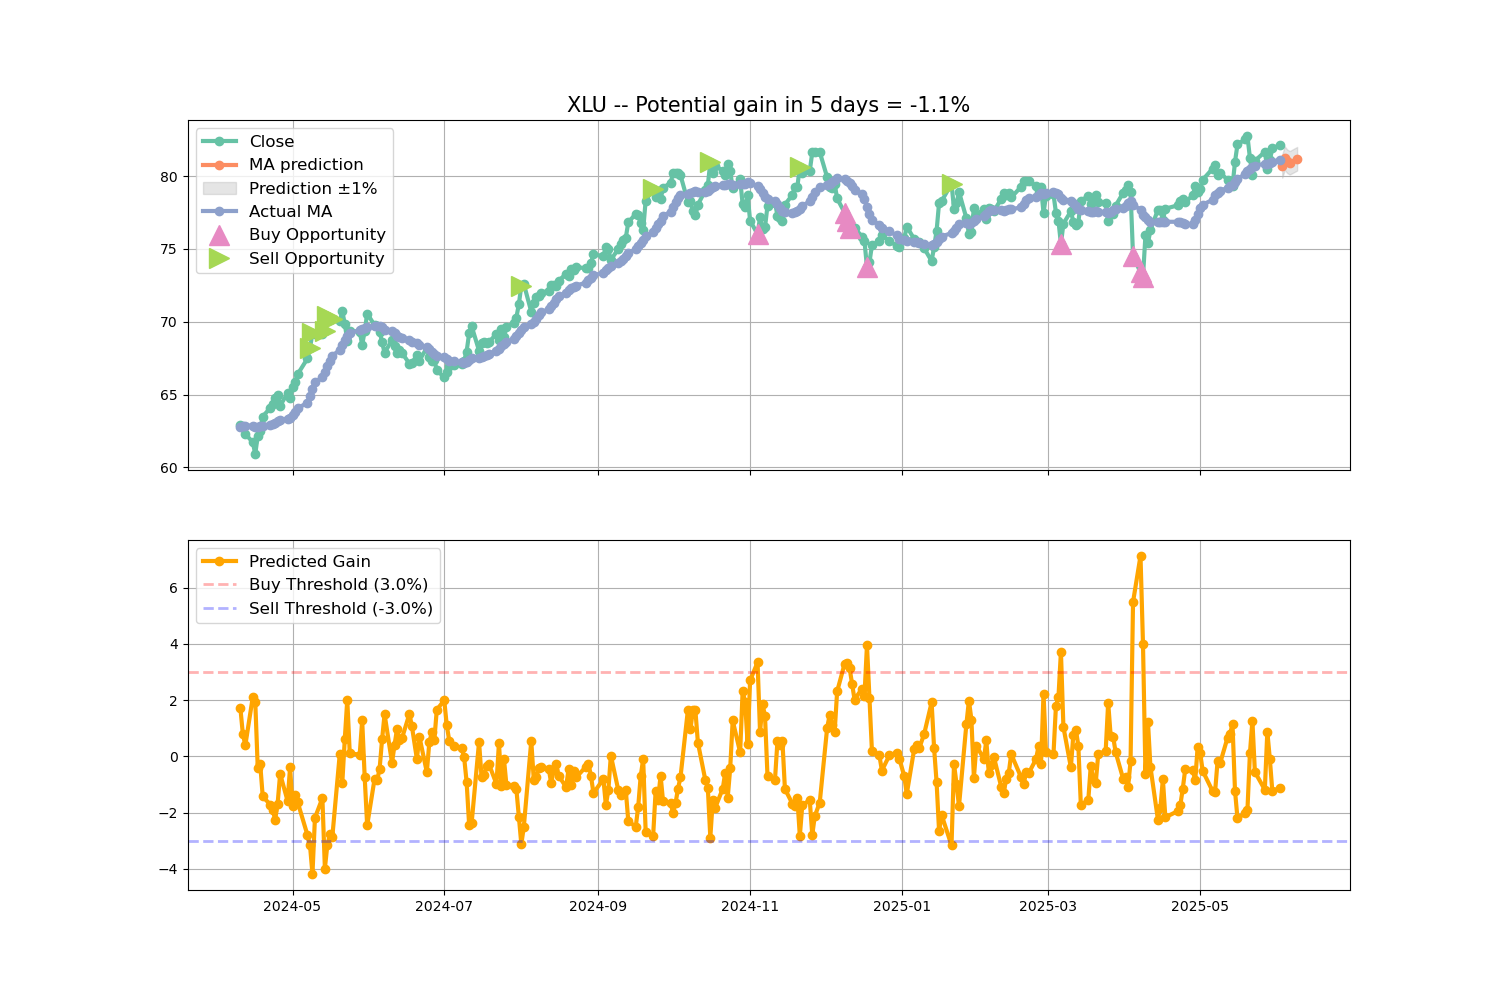 XLU -- Potential gain in 5 days = -1.1%
Close
MA prediction
Prediction ±1%
Actual MA
Buy Opportunity
Sell Opportunity
80
75
70
65
60
Predicted Gain
Buy Threshold (3.0%)
Sell Threshold (-3.0%)
6
4
2
0
−2
−4
2024-05 2024-07 2024-09 2024-11 2025-01 2025-03 2025-05